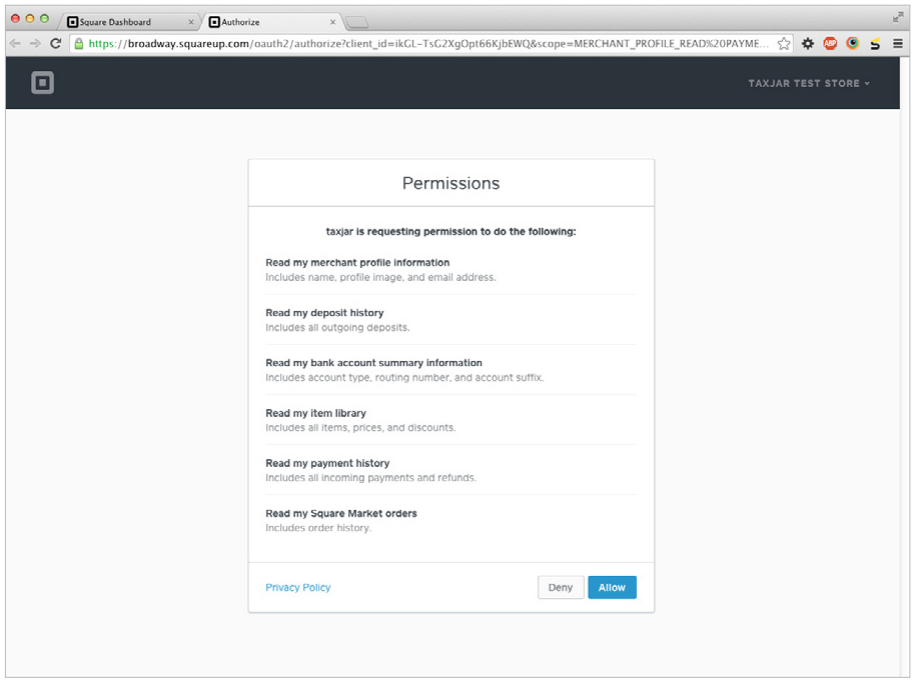 Square Dashboard
Authorize
https://broadway.squareup.com/oauth2/authorize?client_id=ikGL-TsG2XgOpt66KjbEWQ&scope=MERCHANT_PROFILE_READ%20PAYME...
ABP
TAXJAR TEST STORE
Permissions
taxjar is requesting permission to do the following:
Read my merchant profile information
Includes name, profile image, and email address.
Read my deposit history
Includes all outgoing deposits.
Read my bank account summary information
Includes account type, routing number, and account suffix.
Read my item library
Includes all items, prices, and discounts.
Read my payment history
Includes all incoming payments and refunds.
Read my Square Market orders
Includes order history.
Privacy Policy
Deny
Allow